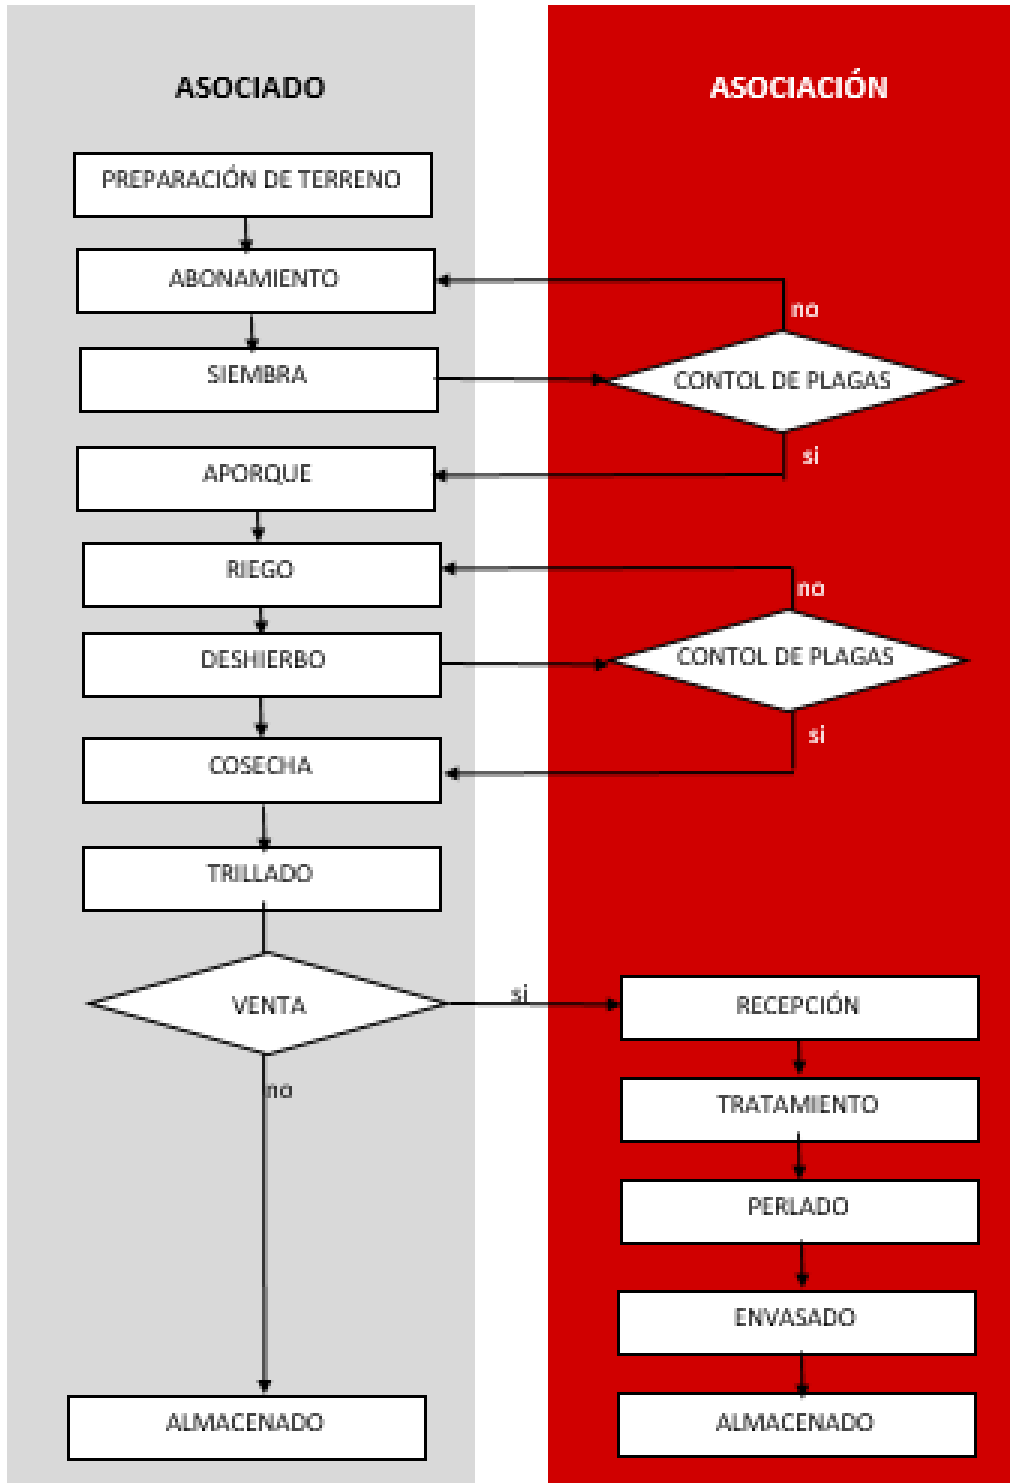 ASOCIADO
ASOCIACIÓN
PREPARACIÓN DE TERRENO
ABONAMIENTO
no
SIEMBRA
CONTOL DE PLAGAS
si
APORQUE
RIEGO
no
DESHIERBO
CONTOL DE PLAGAS
si
COSECHA
TRILLADO
VENTA
si
RECEPCIÓN
no
TRATAMIENTO
PERLADO
ENVASADO
ALMACENADO
ALMACENADO